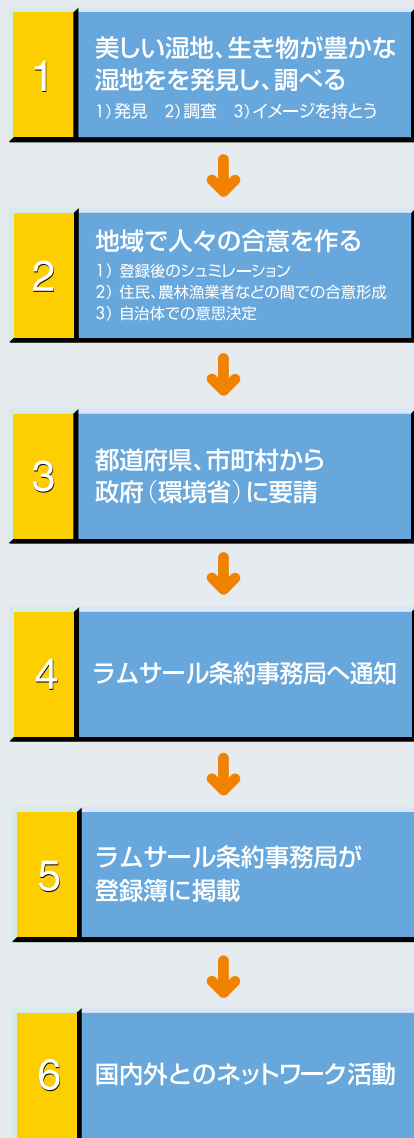 1
美しい湿地、生き物が豊かな
湿地をを発見し、調べる
1)発見　2)調査　3)イメージを持とう
2
地域で人々の合意を作る
1) 登録後のシュミレーション
2) 住民、農林漁業者などの間での合意形成
3) 自治体での意思決定
3
都道府県、市町村から
政府（環境省）に要請
4
ラムサール条約事務局へ通知
5
ラムサール条約事務局が
登録簿に掲載
6
国内外とのネットワーク活動